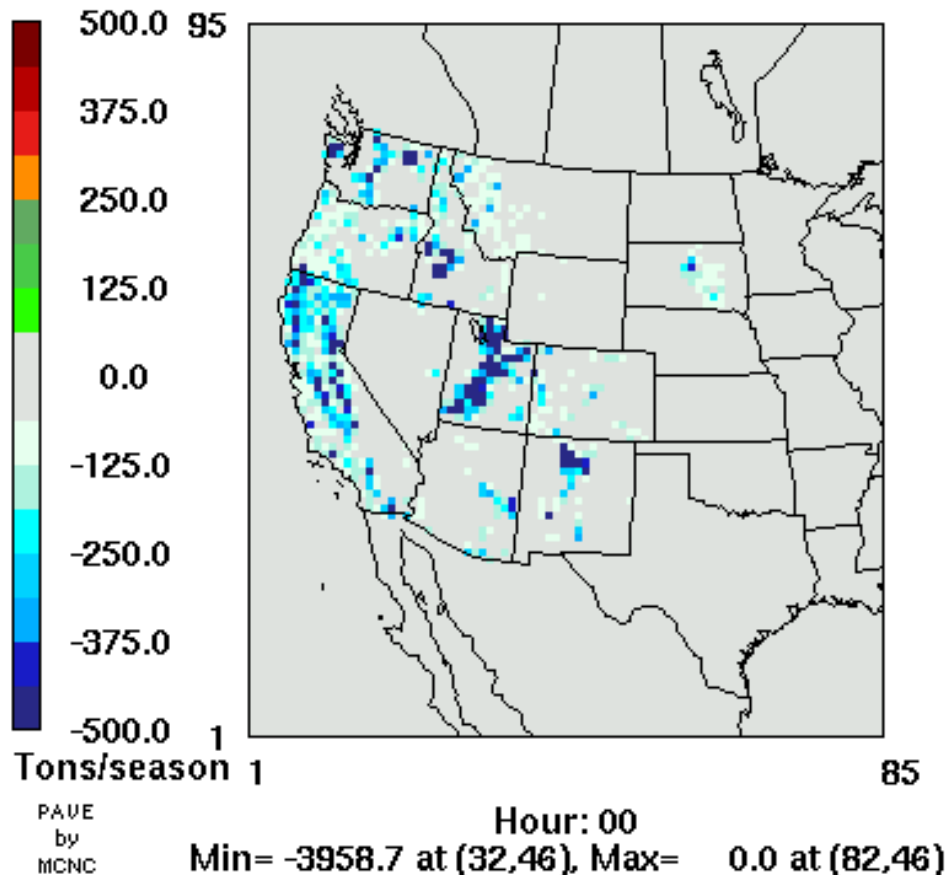 500.0
375.0
250.0
125.0
0.0
-125.0
-250.0
-375.0
-500.0
95
1
Tons/season
1
85
PAVE
by
MCNC
Hour: 00
Min= -3958.7 at (32,46), Max= 0.0 at (82,46)